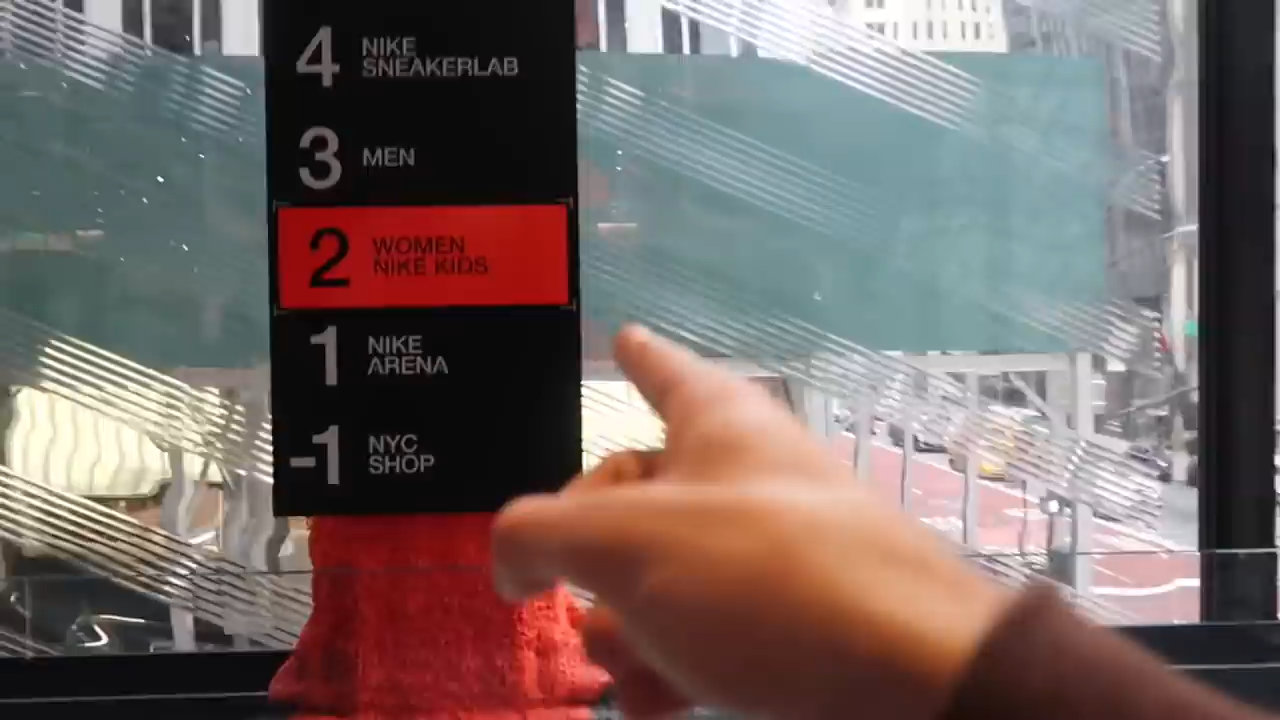 4 NIKE
SNEAKERLAB
3 MEN
2 WOMEN
NIKE KIDS
1 NIKE
ARENA
-1 NYC
SHOP